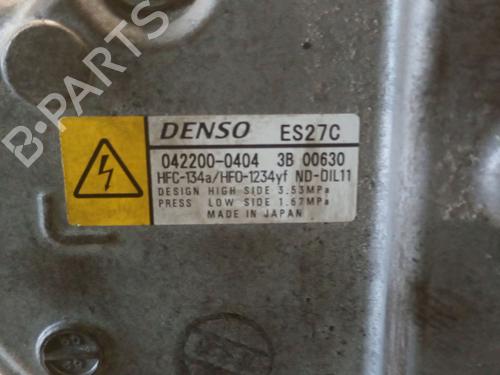 B-PARTS
DENSO ES27C
042200-0404 3B 00630
HFC-134a/HFO-1234yf ND-OIL11
DESIGN HIGH SIDE 3.53MPa
PRESS LOW SIDE 1.67MPa
MADE IN JAPAN